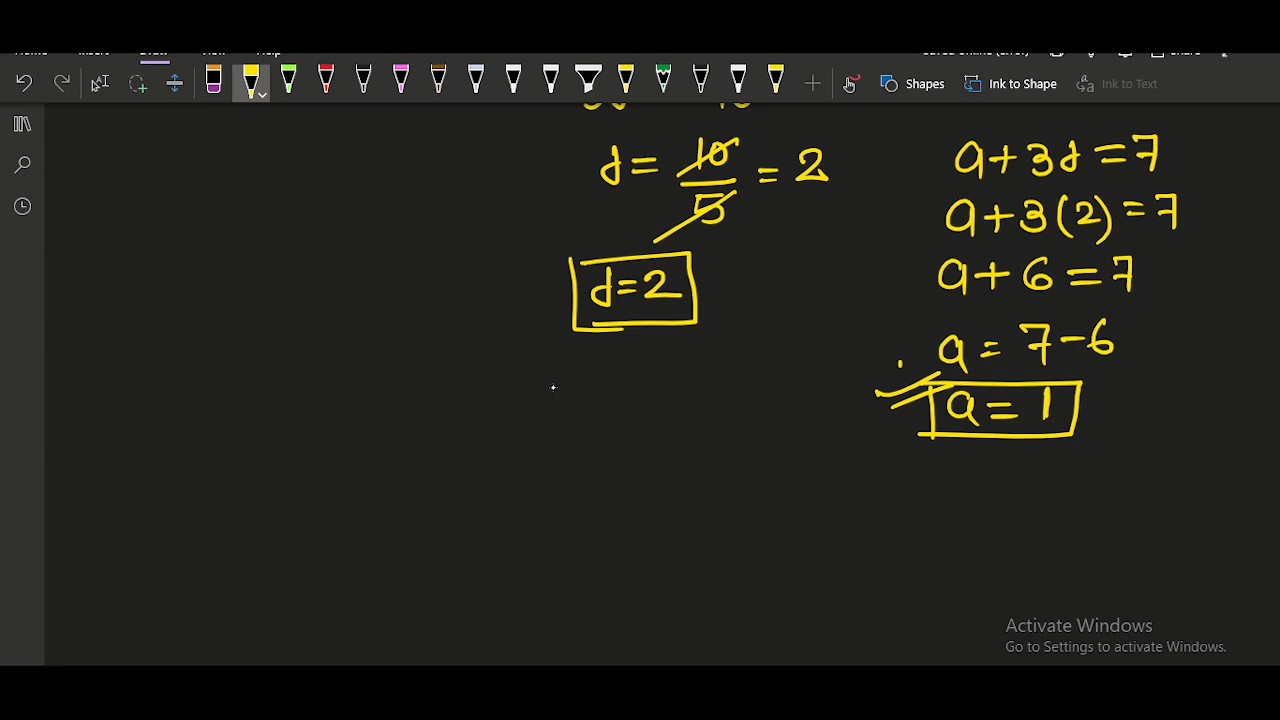 Shapes
Ink to Shape
Ink to Text
d = 10/5 = 2
d=2
a+3d=7
a+3(2)=7
a+6=7
a = 7-6
a = 1
Activate Windows
Go to Settings to activate Windows.